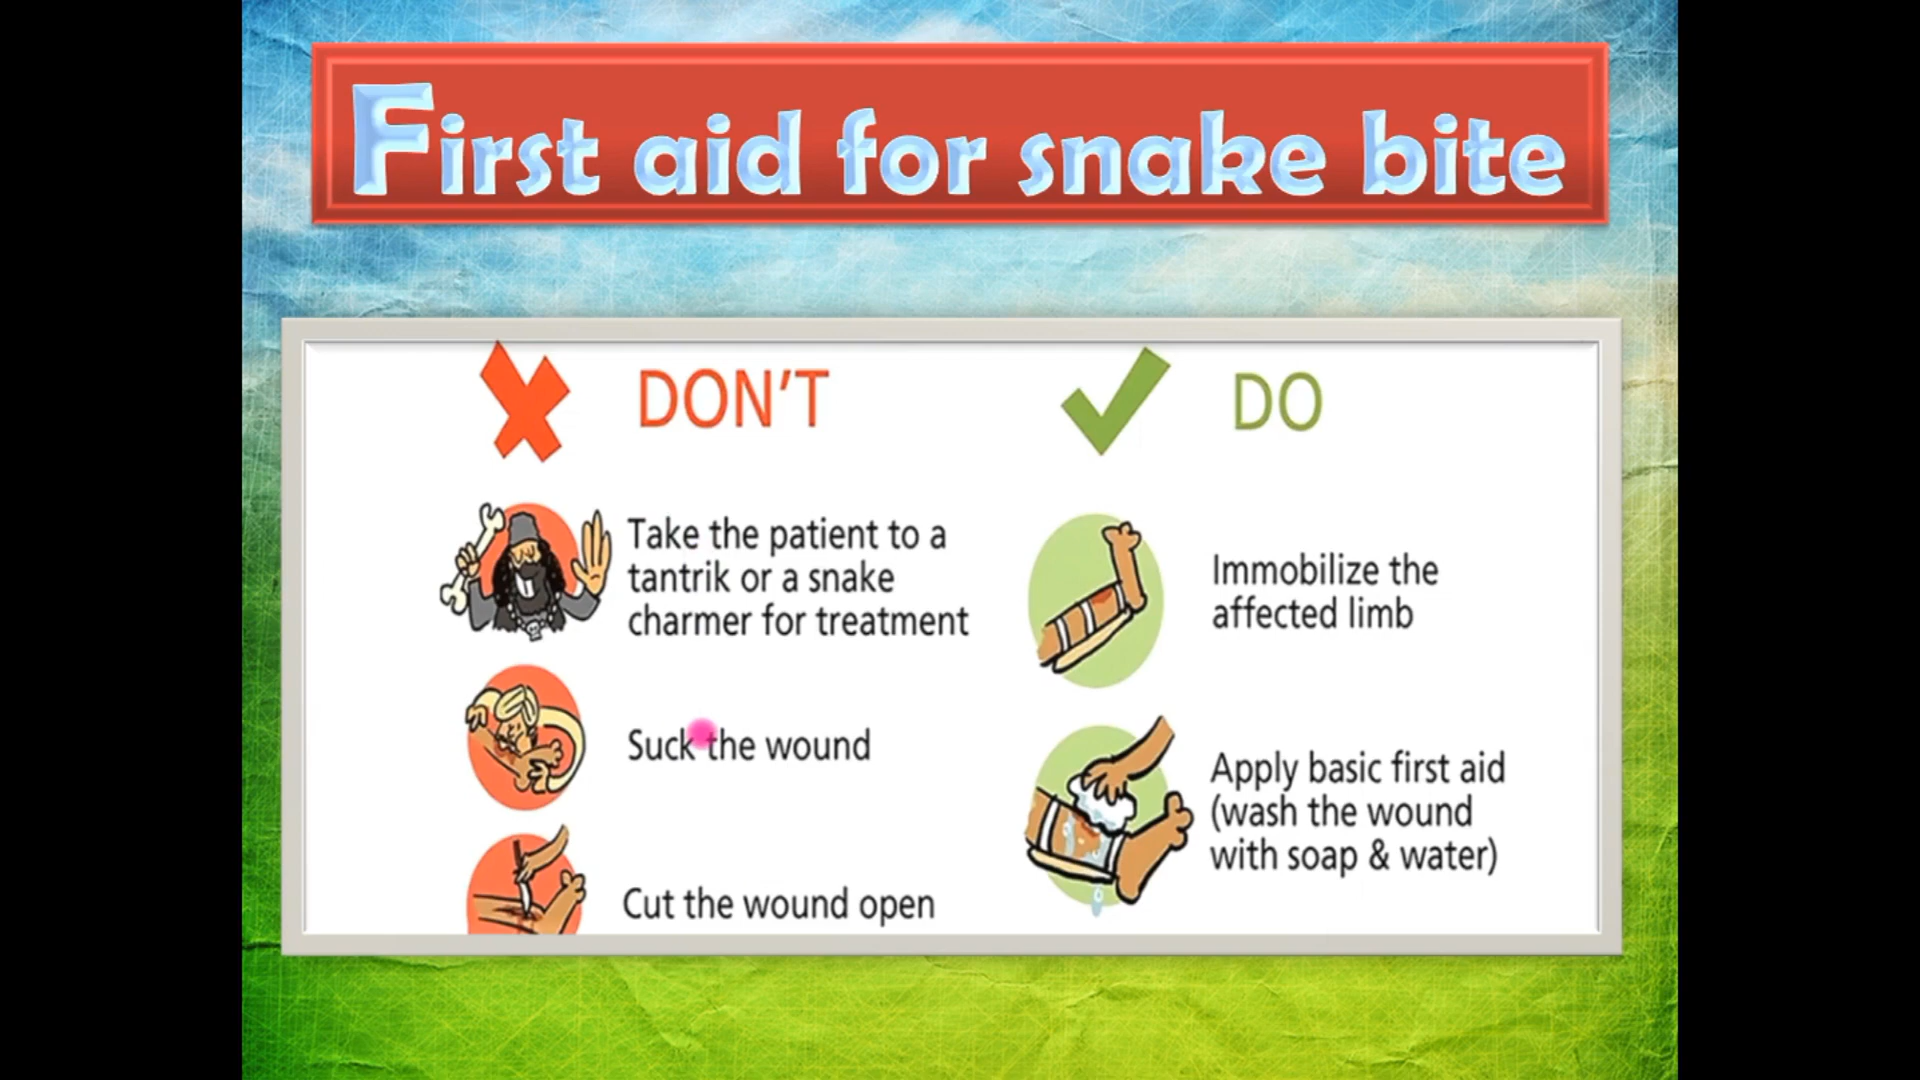 First aid for snake bite
DON'T
Take the patient to a
tantrik or a snake
charmer for treatment
Suck the wound
Cut the wound open
DO
Immobilize the
affected limb
Apply basic first aid
(wash the wound
with soap & water)